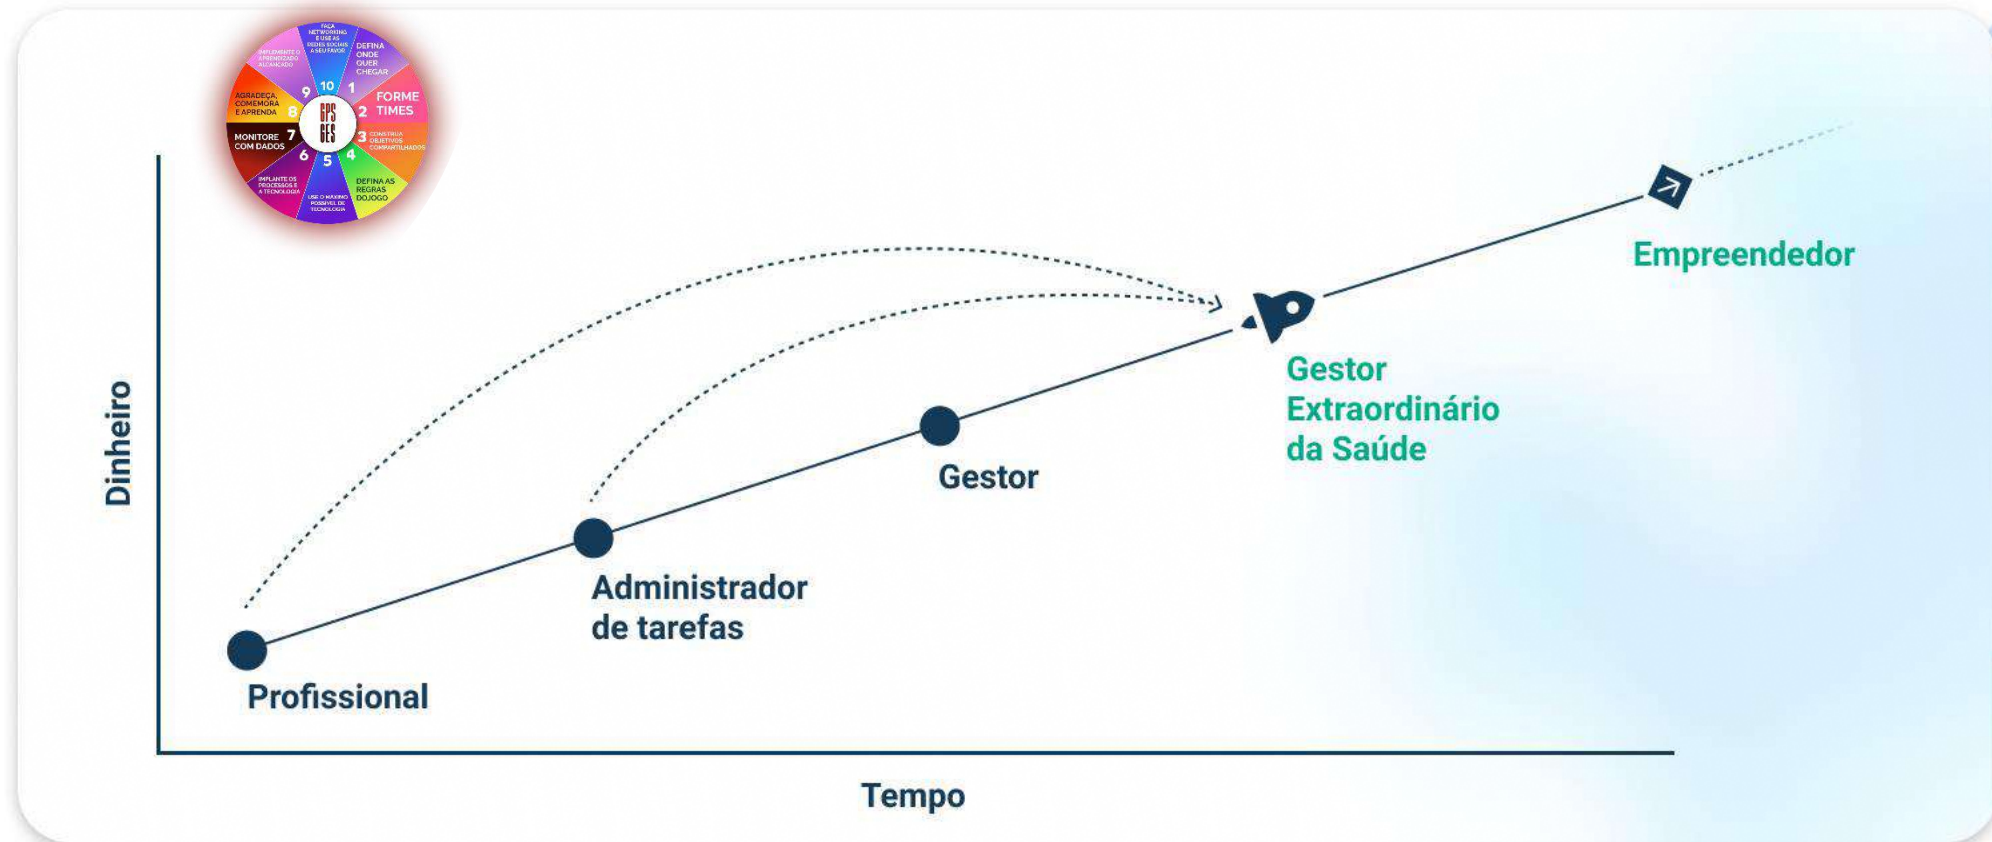 FAÇA
NETWORKING
E USE AS
REDES SOCIAIS
A SEU FAVOR
10
DEFINA
ONDE
QUER
CHEGAR
1
FORME
TIMES
2
CONSTRUA
OBJETIVOS
COMPARTILHADOS
3
DEFINA AS
REGRAS
DOJOGO
4
USE O MÁXIMO
POSSÍVEL DE
TECNOLOGIA
5
IMPLANTE OS
PROCESSOS E
A TECNOLOGIA
6
MONITORE
COM DADOS
7
AGRADEÇA,
COMEMORA
E APRENDA
8
IMPLEMENTE O
APRENDIZADO
ALCANÇADO
9
GPS
GES
Dinheiro
Empreendedor
Gestor
Extraordinário
da Saúde
Gestor
Administrador
de tarefas
Profissional
Tempo